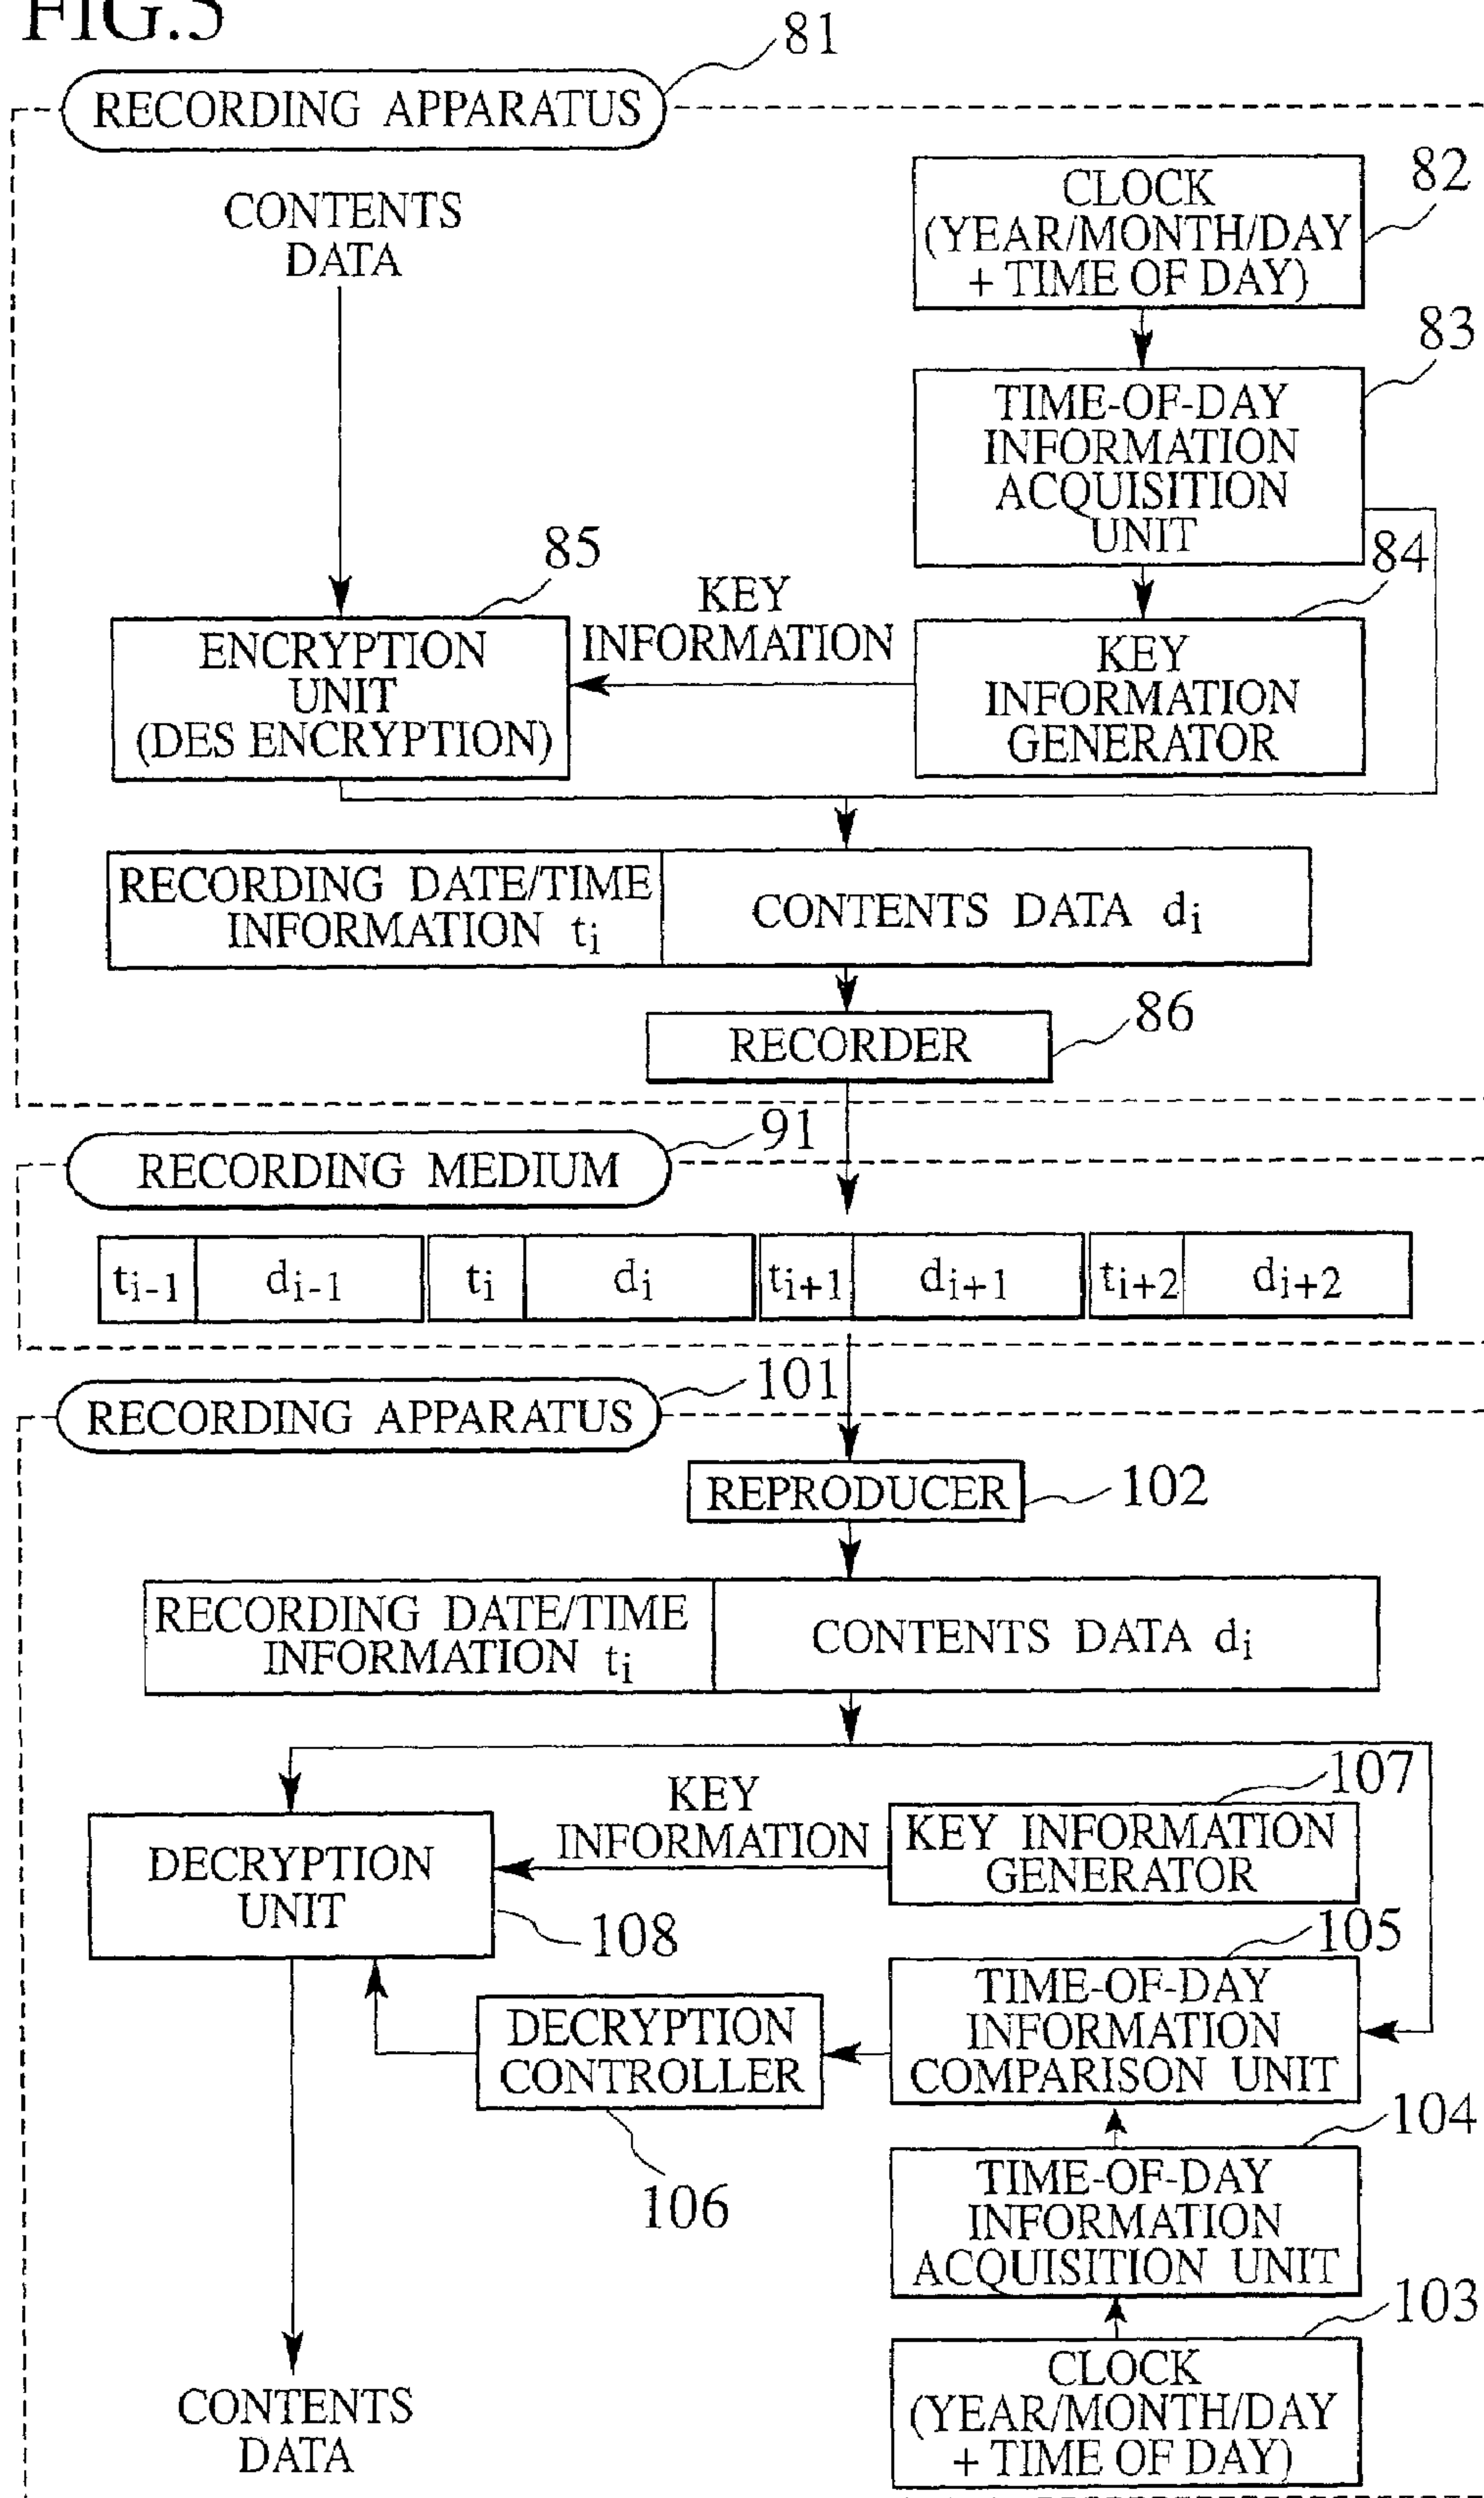 FIG.5
81
RECORDING APPARATUS
CONTENTS
DATA
CLOCK
(YEAR/MONTH/DAY
+ TIME OF DAY)
82
83
TIME-OF-DAY
INFORMATION
ACQUISITION
UNIT
84
85
KEY
INFORMATION
ENCRYPTION
UNIT
(DES ENCRYPTION)
KEY
INFORMATION
GENERATOR
RECORDING DATE/TIME
INFORMATION ti
CONTENTS DATA di
RECORDER
86
91
RECORDING MEDIUM
ti-1 di-1 ti di ti+1 di+1 ti+2 di+2
101
RECORDING APPARATUS
REPRODUCER
102
RECORDING DATE/TIME
INFORMATION ti
CONTENTS DATA di
107
KEY
INFORMATION
KEY INFORMATION
GENERATOR
DECRYPTION
UNIT
108
105
TIME-OF-DAY
INFORMATION
COMPARISON UNIT
DECRYPTION
CONTROLLER
106
104
TIME-OF-DAY
INFORMATION
ACQUISITION UNIT
103
CLOCK
(YEAR/MONTH/DAY
+ TIME OF DAY)
CONTENTS
DATA